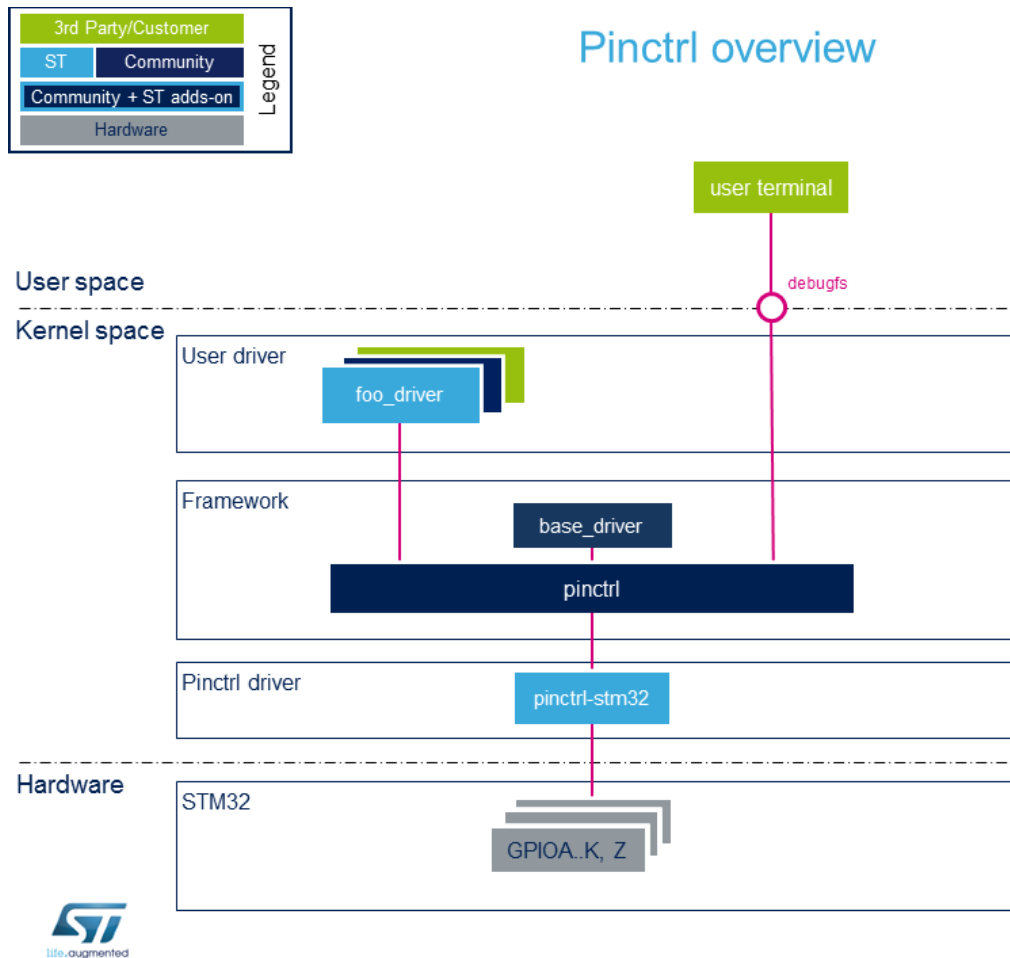 3rd Party/Customer
ST
Community
Community + ST adds-on
Hardware
Legend
Pinctrl overview
user terminal
User space
debugfs
Kernel space
User driver
foo_driver
Framework
base_driver
pinctrl
Pinctrl driver
pinctrl-stm32
Hardware
STM32
GPIOA..K, Z
ST
life.augmented